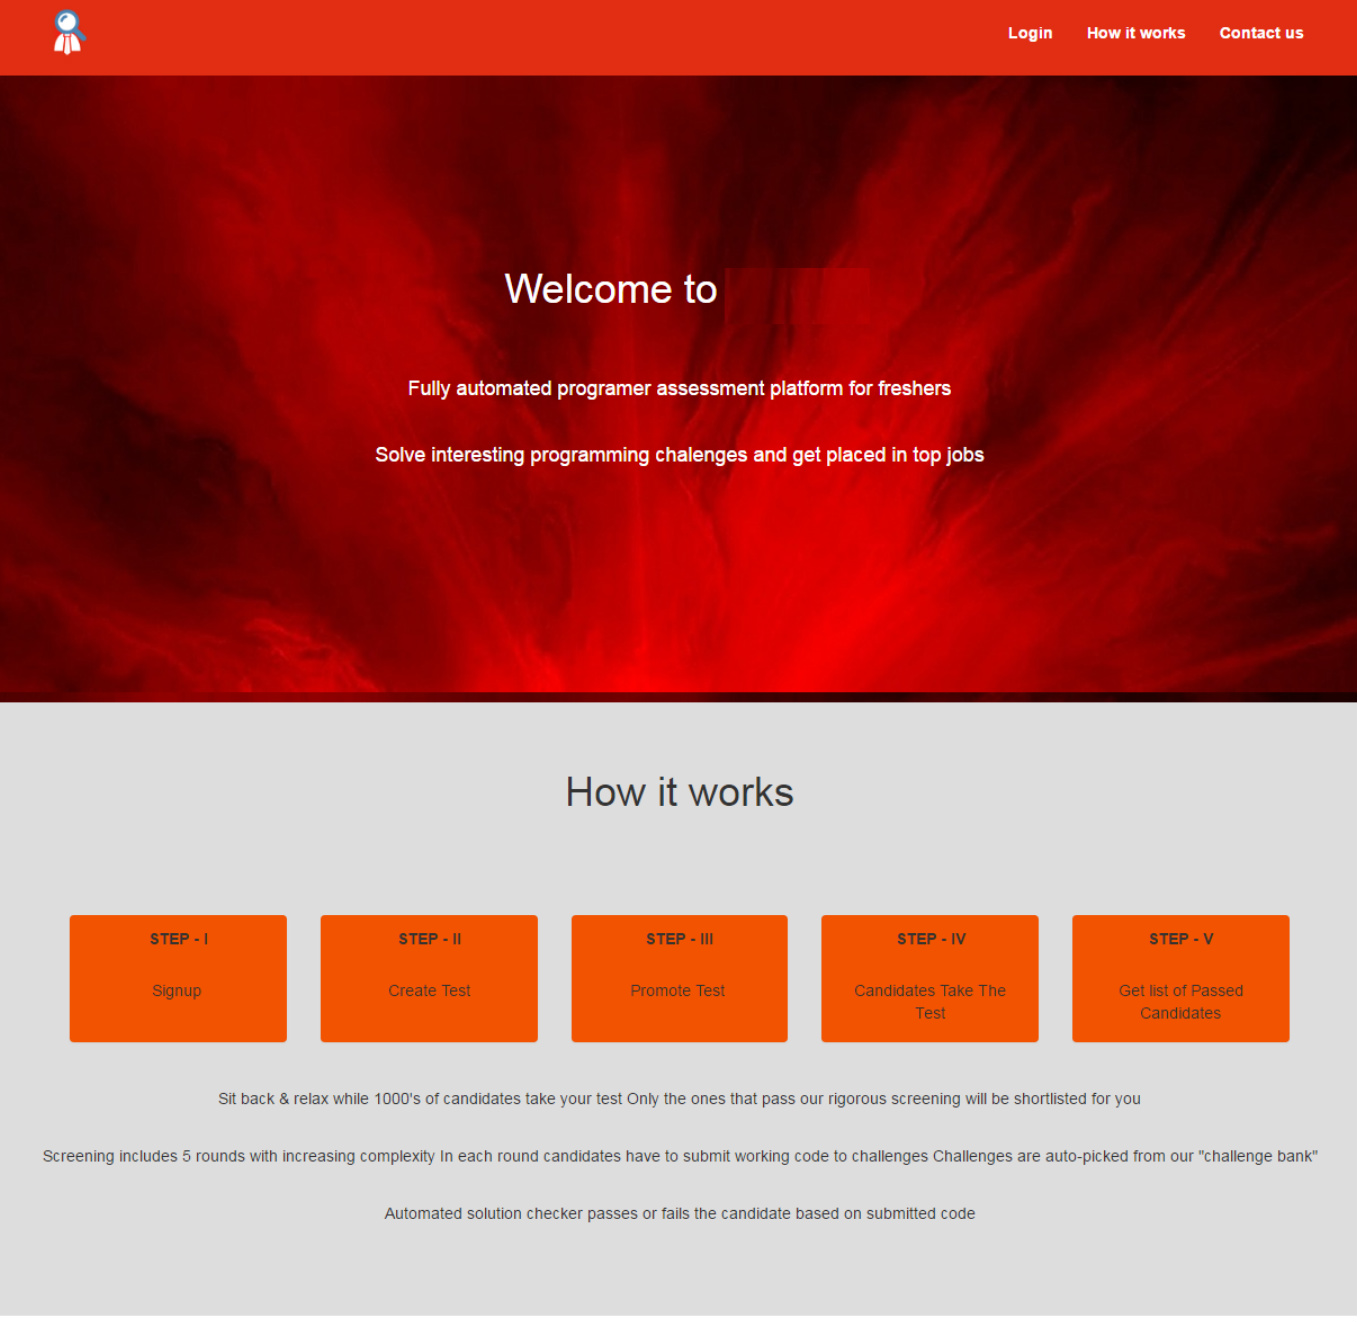 Login How it works Contact us
Welcome to
Fully automated programer assessment platform for freshers
Solve interesting programming chalenges and get placed in top jobs
How it works
STEP - I
Signup
STEP - II
Create Test
STEP - III
Promote Test
STEP - IV
Candidates Take The
Test
STEP - V
Get list of Passed
Candidates
Sit back & relax while 1000's of candidates take your test Only the ones that pass our rigorous screening will be shortlisted for you
Screening includes 5 rounds with increasing complexity In each round candidates have to submit working code to challenges Challenges are auto-picked from our "challenge bank"
Automated solution checker passes or fails the candidate based on submitted code